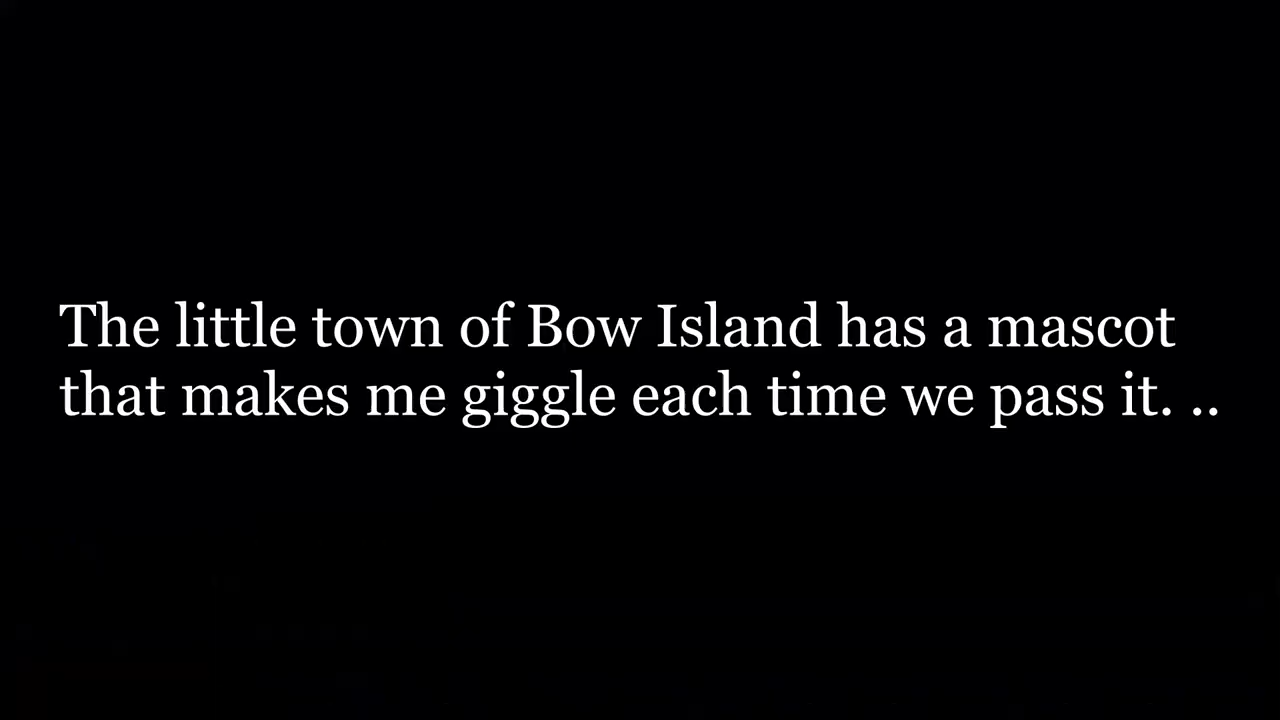 The little town of Bow Island has a mascot
that makes me giggle each time we pass it. ..